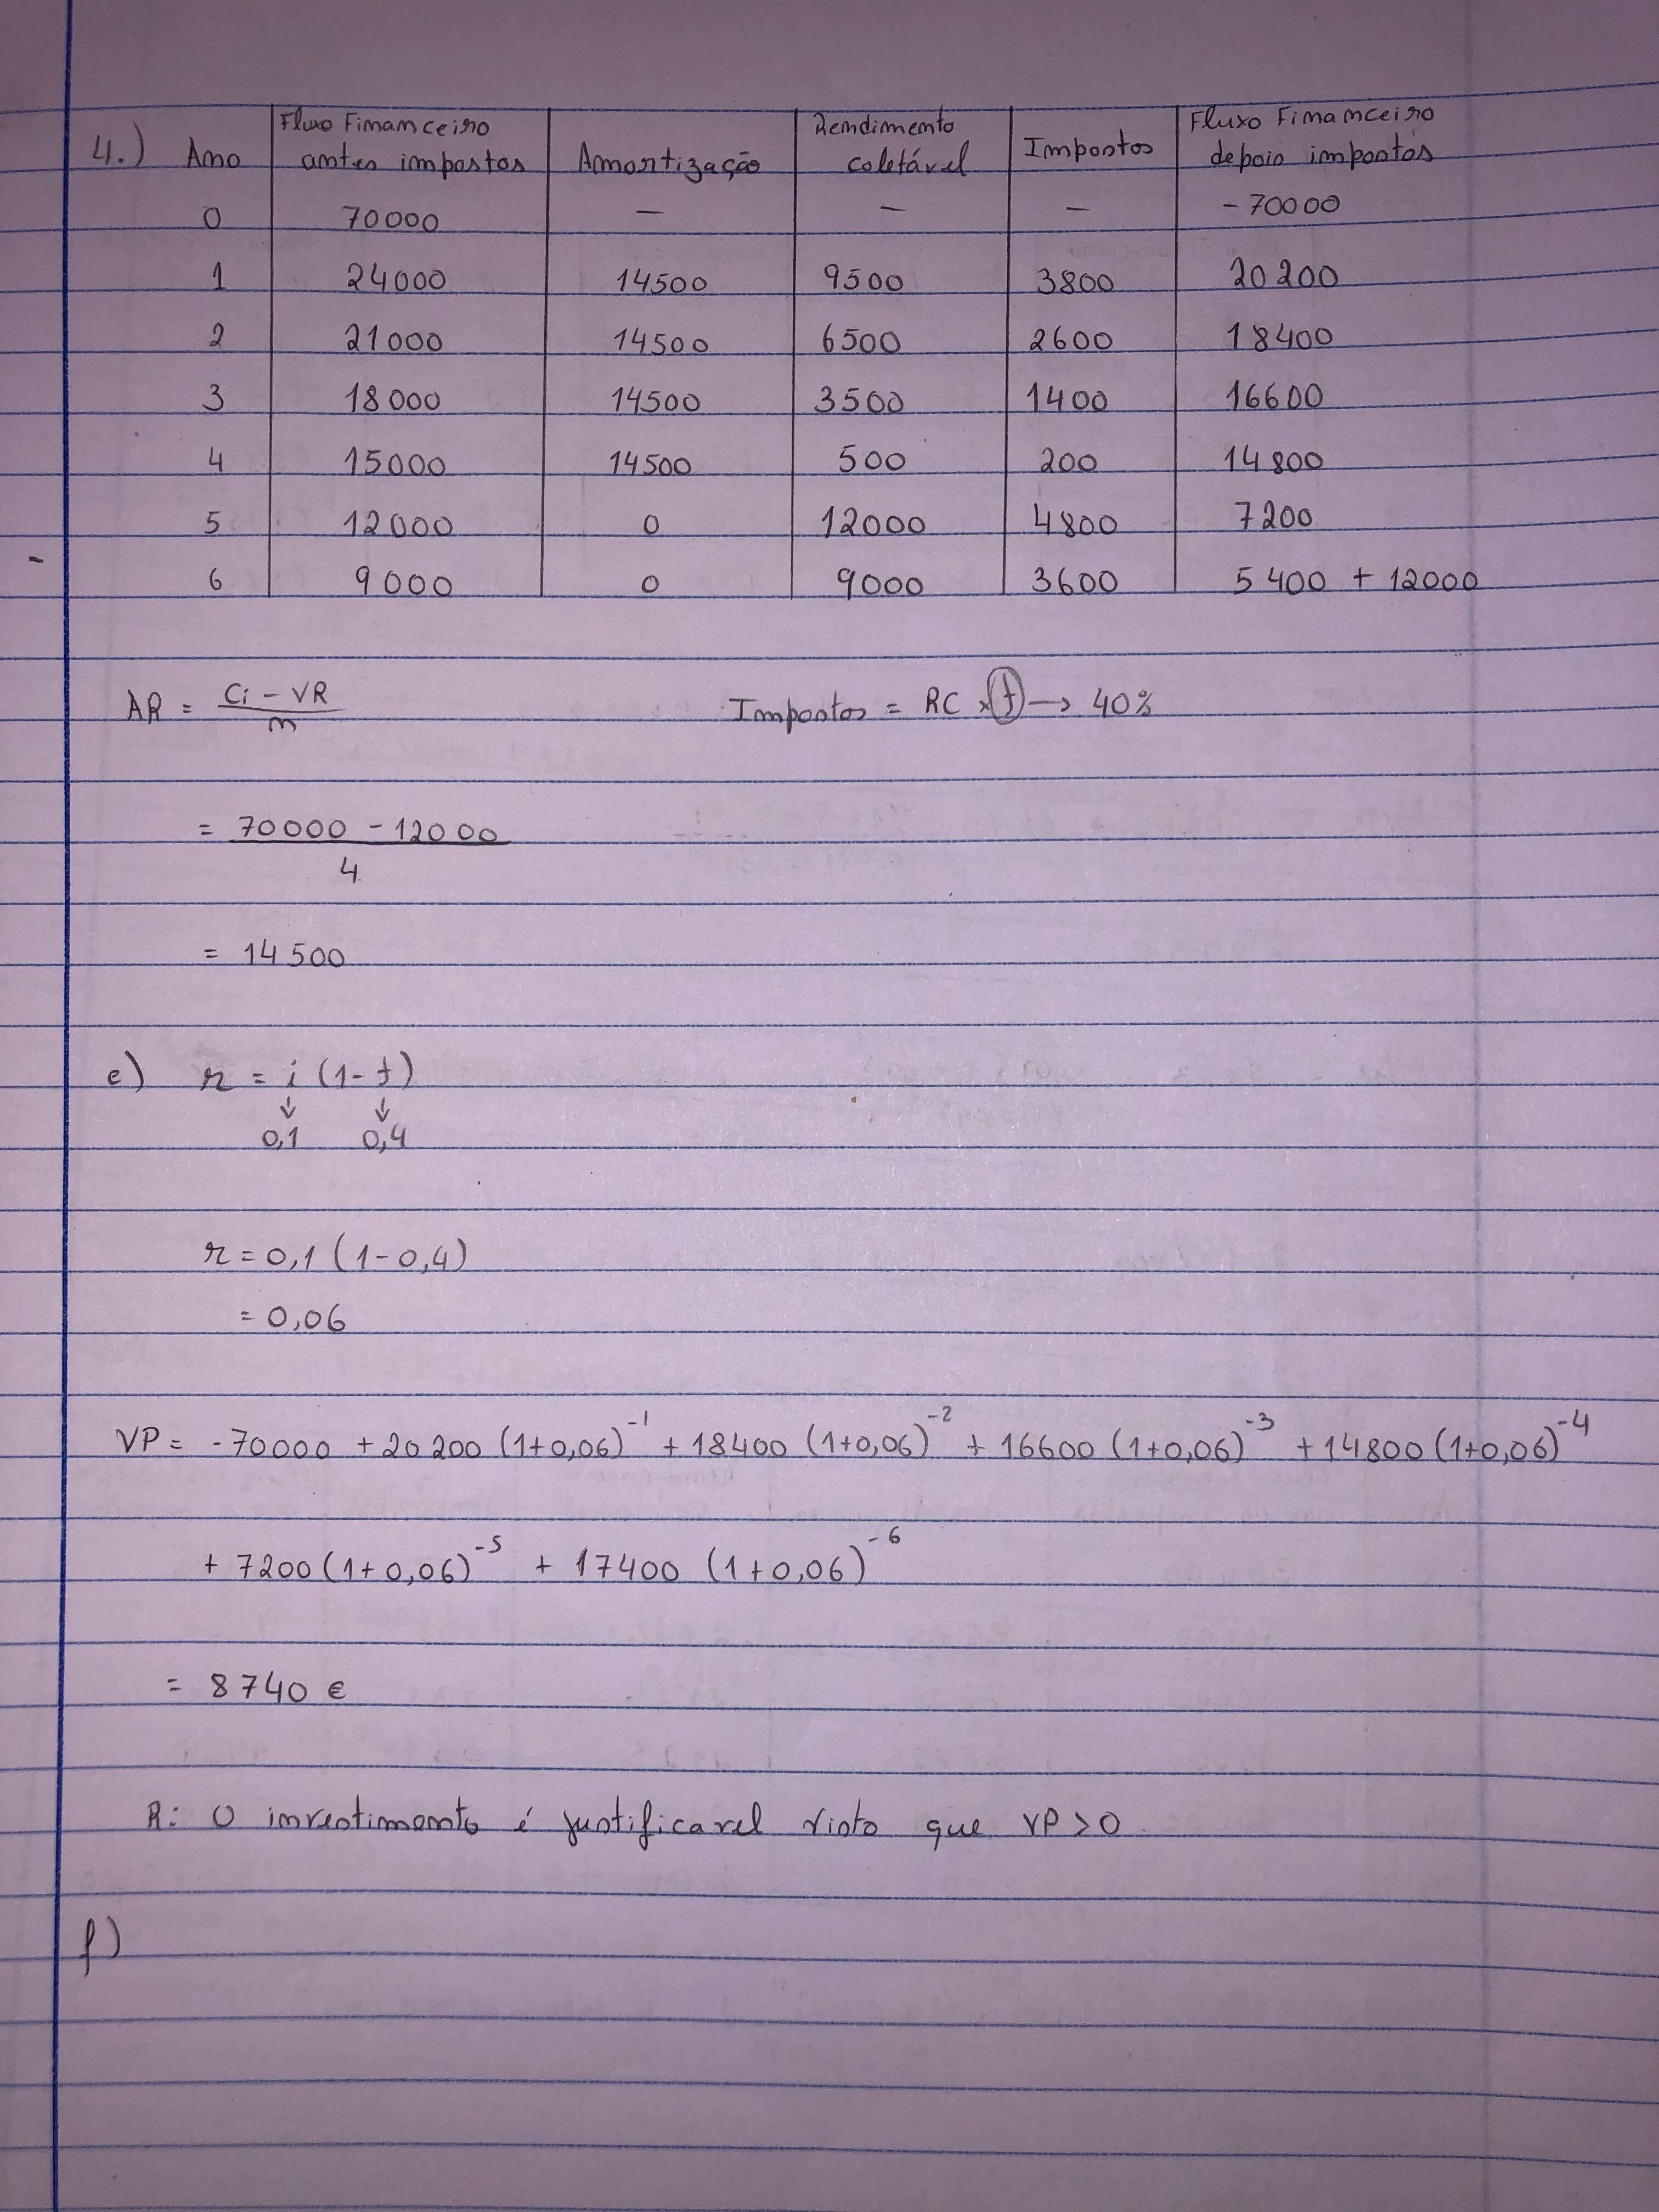 4.) Ano | Fluxo Financeiro antes impostos | Amortização | Rendimento coletável | Impostos | Fluxo Financeiro depois impostos
0 | 70000 | — | — | — | -70000
1 | 24000 | 14500 | 9500 | 3800 | 20200
2 | 21000 | 14500 | 6500 | 2600 | 18400
3 | 18000 | 14500 | 3500 | 1400 | 16600
4 | 15000 | 14500 | 500 | 200 | 14800
5 | 12000 | 0 | 12000 | 4800 | 7200
6 | 9000 | 0 | 9000 | 3600 | 5400 + 12000
AR = (Ci - VR)/n    Impostos = RC × t → 40%
= (70000 - 12000)/4
= 14500
e) r = i (1-t)
↓ ↓
0,1 0,4
r = 0,1 (1-0,4)
= 0,06
VP = -70000 + 20200 (1+0,06)^-1 + 18400 (1+0,06)^-2 + 16600 (1+0,06)^-3 + 14800 (1+0,06)^-4
+ 7200 (1+0,06)^-5 + 17400 (1+0,06)^-6
= 8740 €
R: O investimento é justificavel visto que VP > 0.
f)